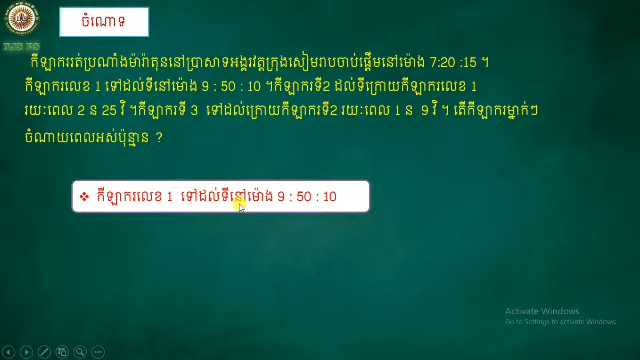 ចំណោទ
TJIS PG
កីឡាកររត់ប្រណាំងម៉ារ៉ាតុននៅប្រាសាទអង្គរវត្តក្រុងសៀមរាបចាប់ផ្តើមនៅម៉ោង 7:20 :15 ។
កីឡាករលេខ 1 ទៅដល់ទីនៅម៉ោង 9 : 50 : 10 ។កីឡាករទី2 ដល់ទីក្រោយកីឡាករលេខ 1
រយ:ពេល 2 ន 25 វិ ។កីឡាករទី 3 ទៅដល់ក្រោយកីឡាករទី2 រយ:ពេល 1 ន 9 វិ ។ តើកីឡាករម្នាក់ៗ
ចំណាយពេលអស់ប៉ុន្មាន ?
❖ កីឡាករលេខ 1 ទៅដល់ទីនៅម៉ោង 9 : 50 : 10
Activate Windows
Go to Settings to activate Windows.